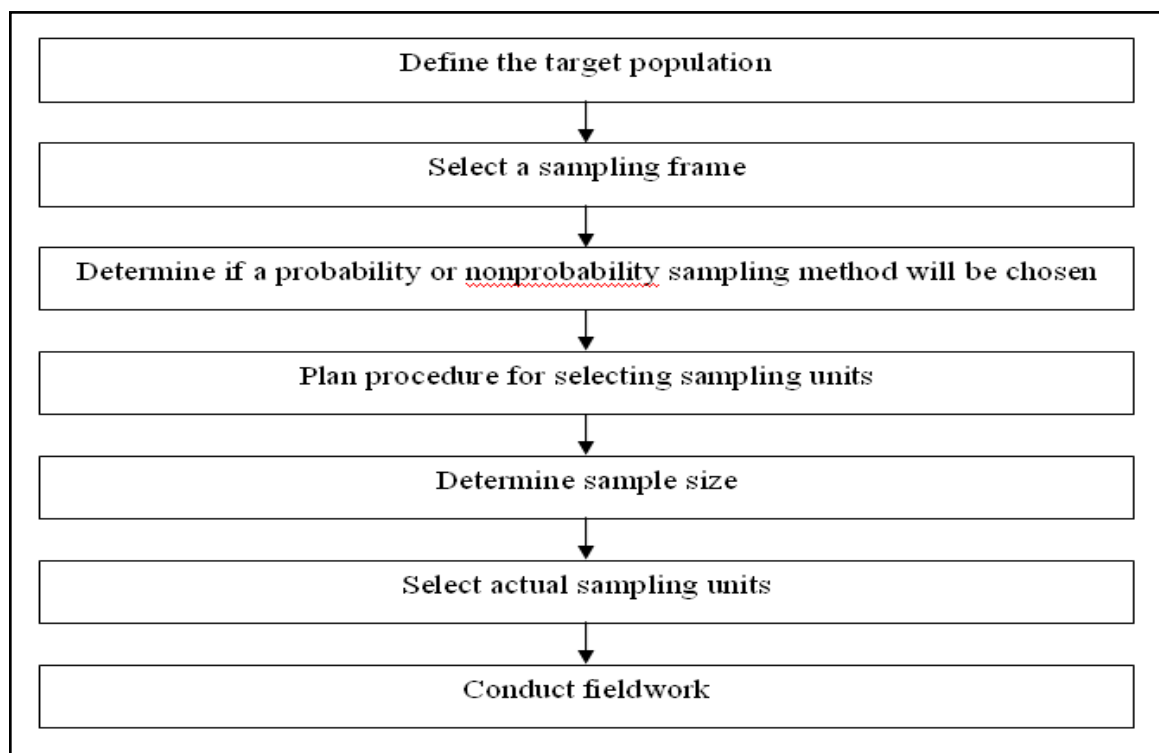 Define the target population
Select a sampling frame
Determine if a probability or nonprobability sampling method will be chosen
Plan procedure for selecting sampling units
Determine sample size
Select actual sampling units
Conduct fieldwork